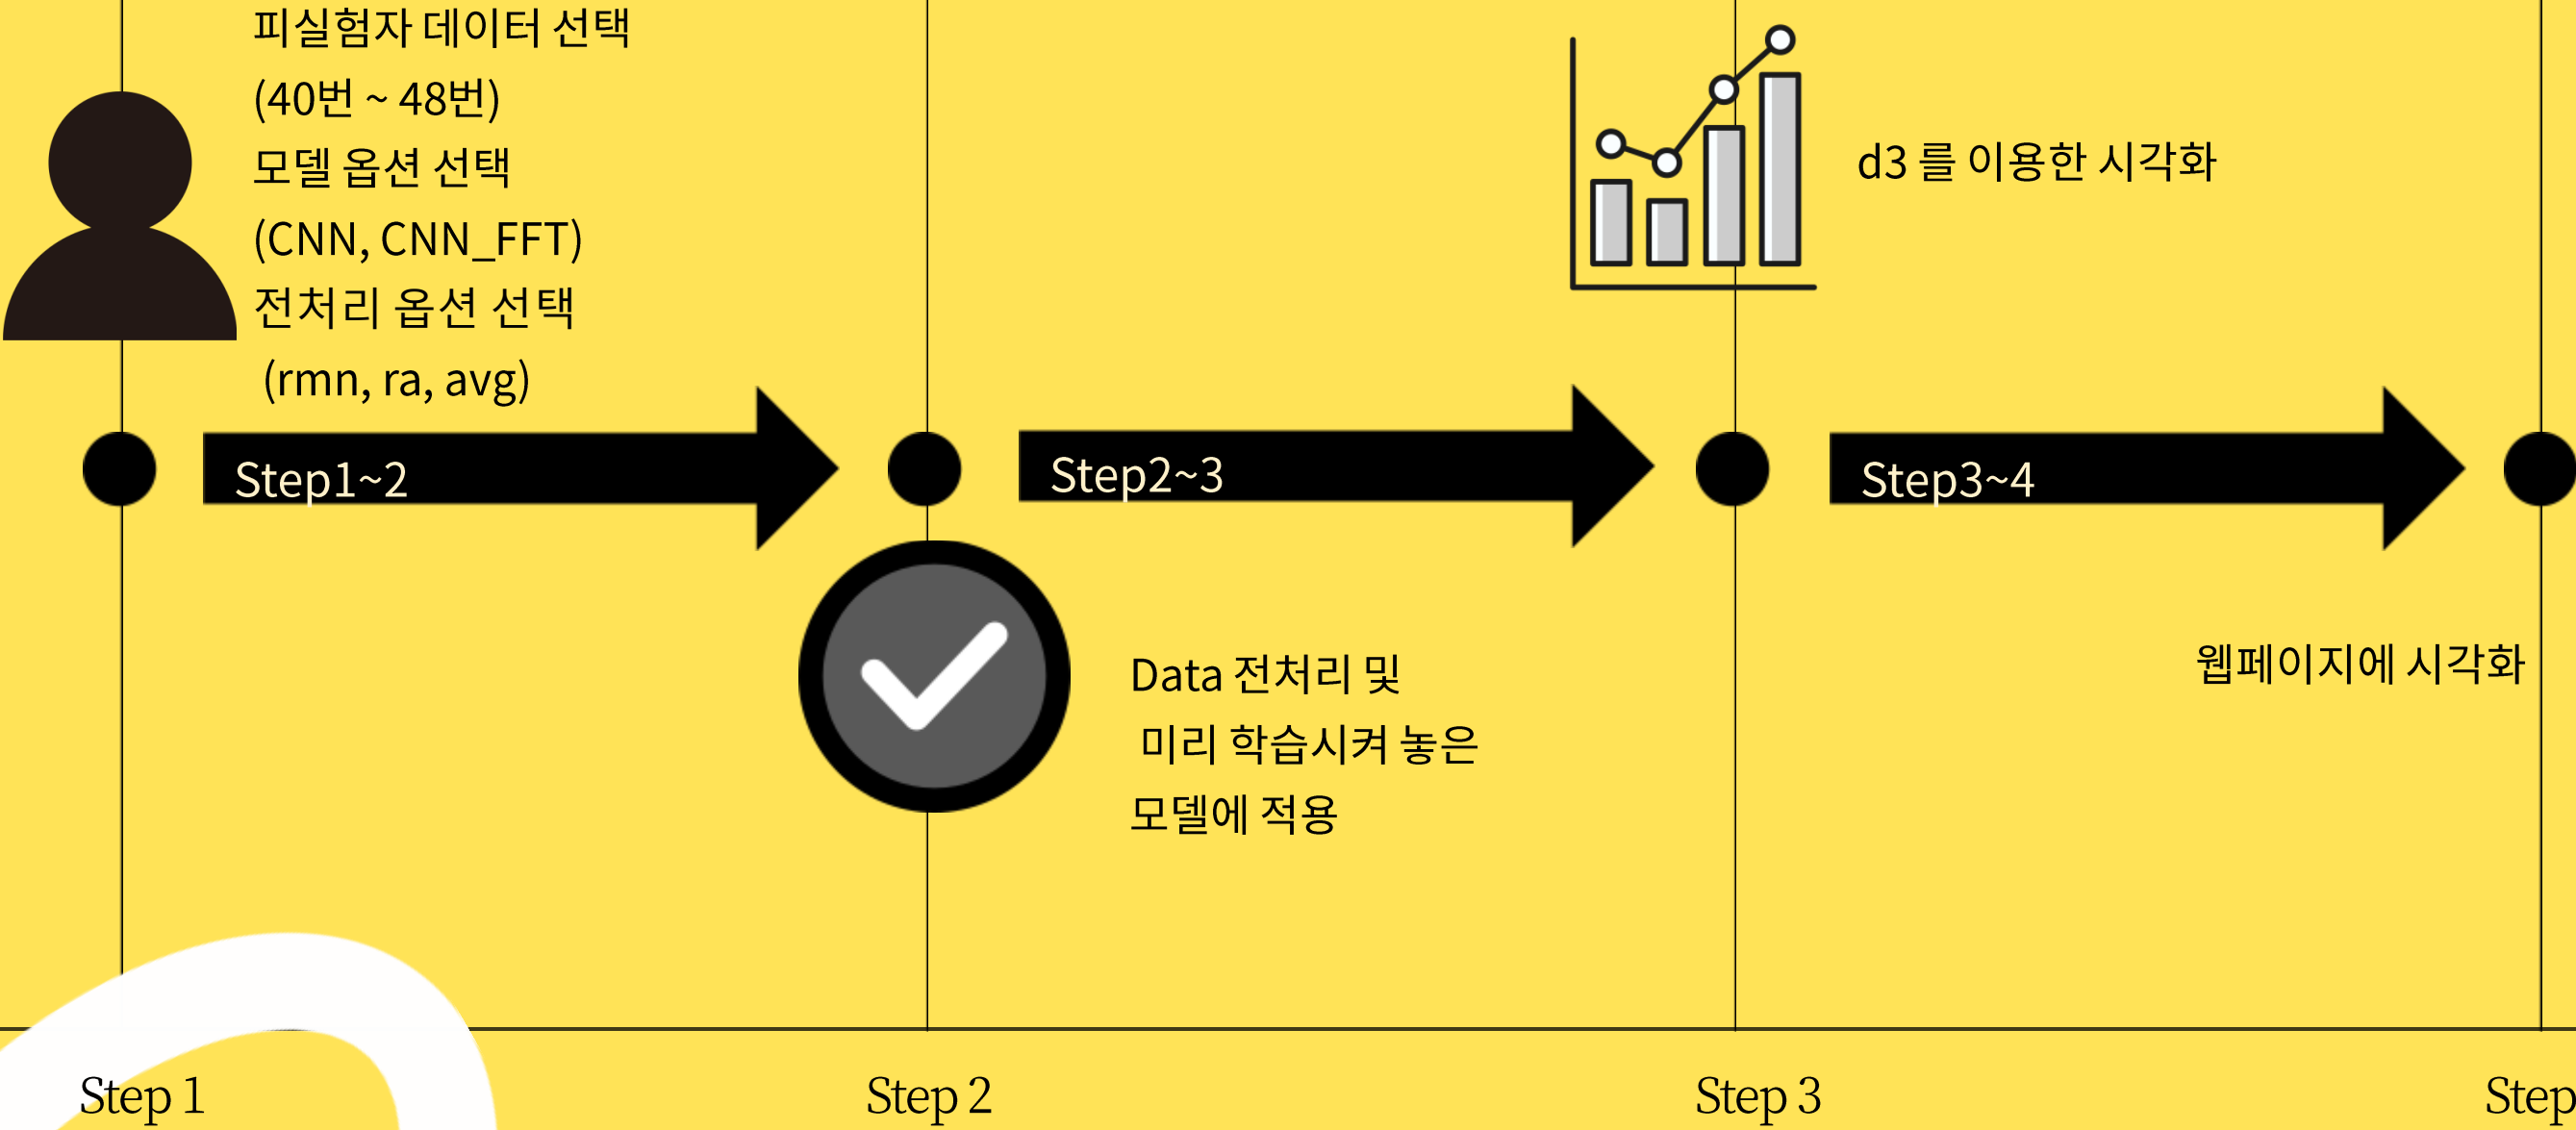 피실험자 데이터 선택
(40번 ~ 48번)
모델 옵션 선택
(CNN, CNN_FFT)
전처리 옵션 선택
(rmn, ra, avg)
d3 를 이용한 시각화
Step1~2
Step2~3
Step3~4
Data 전처리 및
미리 학습시켜 놓은
모델에 적용
웹페이지에 시각화
Step 1
Step 2
Step 3
Step